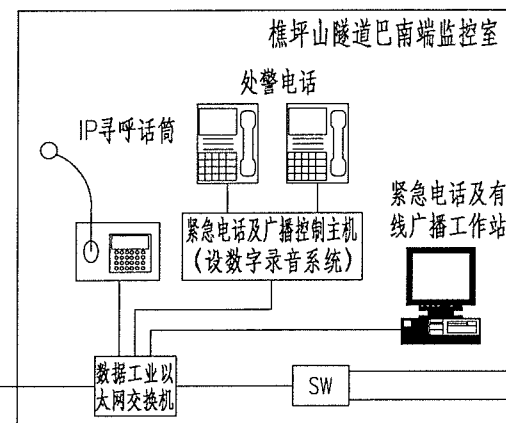 樵坪山隧道巴南端监控室
处警电话
IP寻呼话筒
紧急电话及有
线广播工作站
紧急电话及广播控制主机
（设数字录音系统）
数据工业以
太网交换机
SW